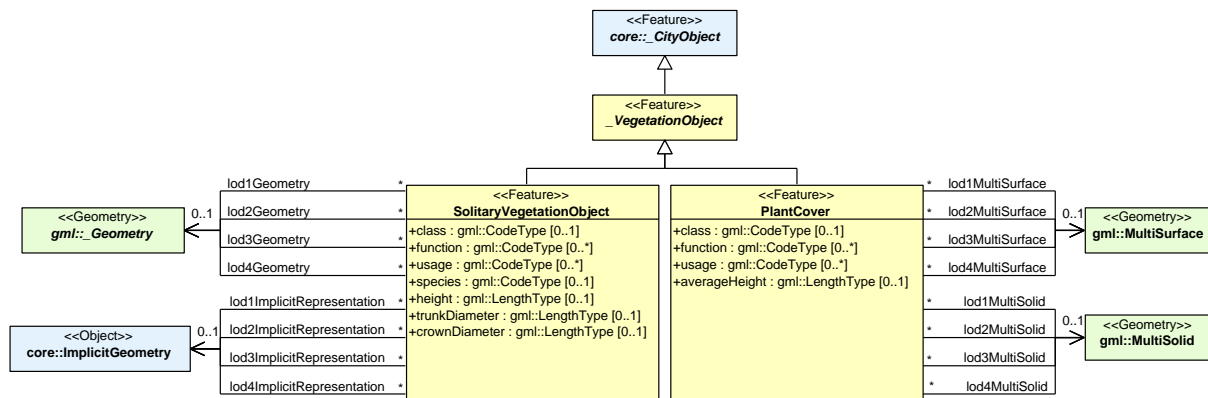 <<Feature>>
core::_CityObject
<<Feature>>
_VegetationObject
lod1Geometry *
lod2Geometry *
lod3Geometry *
lod4Geometry *
<<Geometry>>
gml::_Geometry
0..1
lod1ImplicitRepresentation *
lod2ImplicitRepresentation *
lod3ImplicitRepresentation *
lod4ImplicitRepresentation *
<<Object>>
core::ImplicitGeometry
0..1
<<Feature>>
SolitaryVegetationObject
+class : gml::CodeType [0..1]
+function : gml::CodeType [0..*]
+usage : gml::CodeType [0..*]
+species : gml::CodeType [0..1]
+height : gml::LengthType [0..1]
+trunkDiameter : gml::LengthType [0..1]
+crownDiameter : gml::LengthType [0..1]
<<Feature>>
PlantCover
+class : gml::CodeType [0..1]
+function : gml::CodeType [0..*]
+usage : gml::CodeType [0..*]
+averageHeight : gml::LengthType [0..1]
* lod1MultiSurface
* lod2MultiSurface
* lod3MultiSurface
* lod4MultiSurface
0..1
<<Geometry>>
gml::MultiSurface
* lod1MultiSolid
* lod2MultiSolid
* lod3MultiSolid
* lod4MultiSolid
0..1
<<Geometry>>
gml::MultiSolid